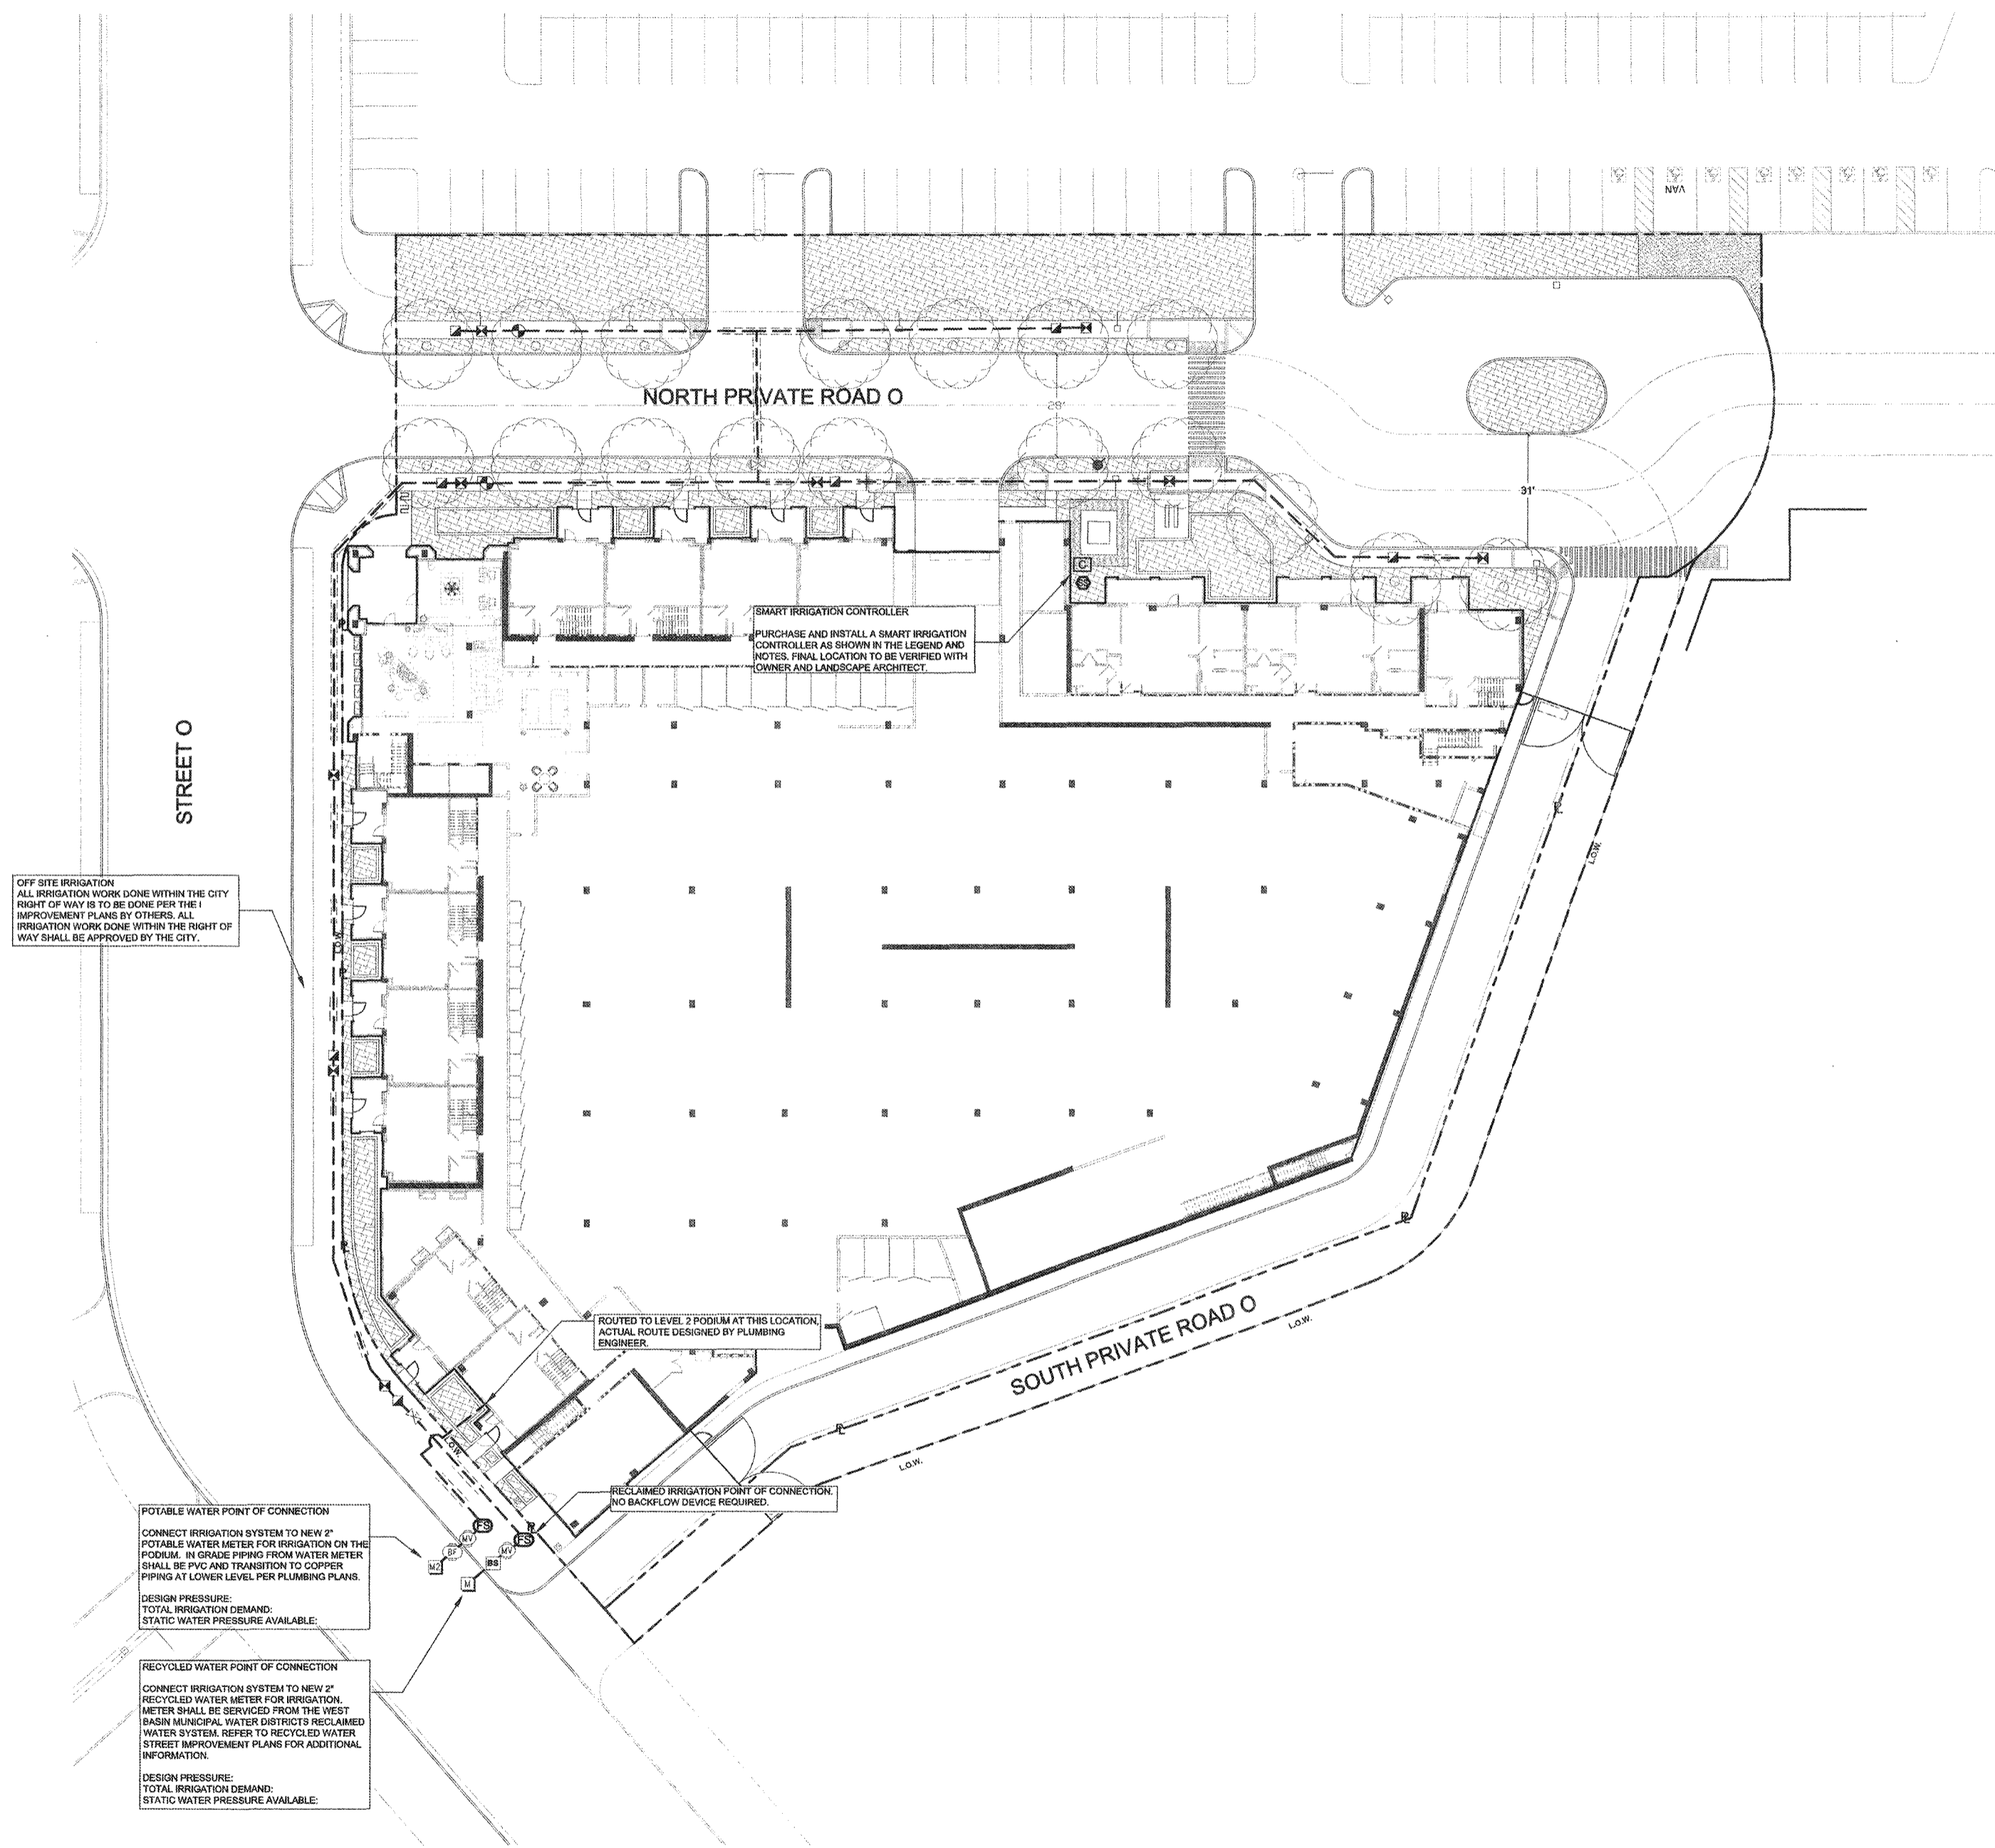 VAN
NORTH PRIVATE ROAD O
28'
31'
C
SMART IRRIGATION CONTROLLER
PURCHASE AND INSTALL A SMART IRRIGATION
CONTROLLER AS SHOWN IN THE LEGEND AND
NOTES. FINAL LOCATION TO BE VERIFIED WITH
OWNER AND LANDSCAPE ARCHITECT.
STREET O
L.O.W.
OFF SITE IRRIGATION
ALL IRRIGATION WORK DONE WITHIN THE CITY
RIGHT OF WAY IS TO BE DONE PER THE I
IMPROVEMENT PLANS BY OTHERS. ALL
IRRIGATION WORK DONE WITHIN THE RIGHT OF
WAY SHALL BE APPROVED BY THE CITY.
L.O.W.
ROUTED TO LEVEL 2 PODIUM AT THIS LOCATION,
ACTUAL ROUTE DESIGNED BY PLUMBING
ENGINEER.
SOUTH PRIVATE ROAD O
L.O.W.
L.O.W.
L.O.W.
RECLAIMED IRRIGATION POINT OF CONNECTION.
NO BACKFLOW DEVICE REQUIRED.
FS
MV
BF
M2
FS
MV
BS
M
POTABLE WATER POINT OF CONNECTION
CONNECT IRRIGATION SYSTEM TO NEW 2"
POTABLE WATER METER FOR IRRIGATION ON THE
PODIUM. IN GRADE PIPING FROM WATER METER
SHALL BE PVC AND TRANSITION TO COPPER
PIPING AT LOWER LEVEL PER PLUMBING PLANS.
DESIGN PRESSURE:
TOTAL IRRIGATION DEMAND:
STATIC WATER PRESSURE AVAILABLE:
RECYCLED WATER POINT OF CONNECTION
CONNECT IRRIGATION SYSTEM TO NEW 2"
RECYCLED WATER METER FOR IRRIGATION.
METER SHALL BE SERVICED FROM THE WEST
BASIN MUNICIPAL WATER DISTRICTS RECLAIMED
WATER SYSTEM. REFER TO RECYCLED WATER
STREET IMPROVEMENT PLANS FOR ADDITIONAL
INFORMATION.
DESIGN PRESSURE:
TOTAL IRRIGATION DEMAND:
STATIC WATER PRESSURE AVAILABLE: